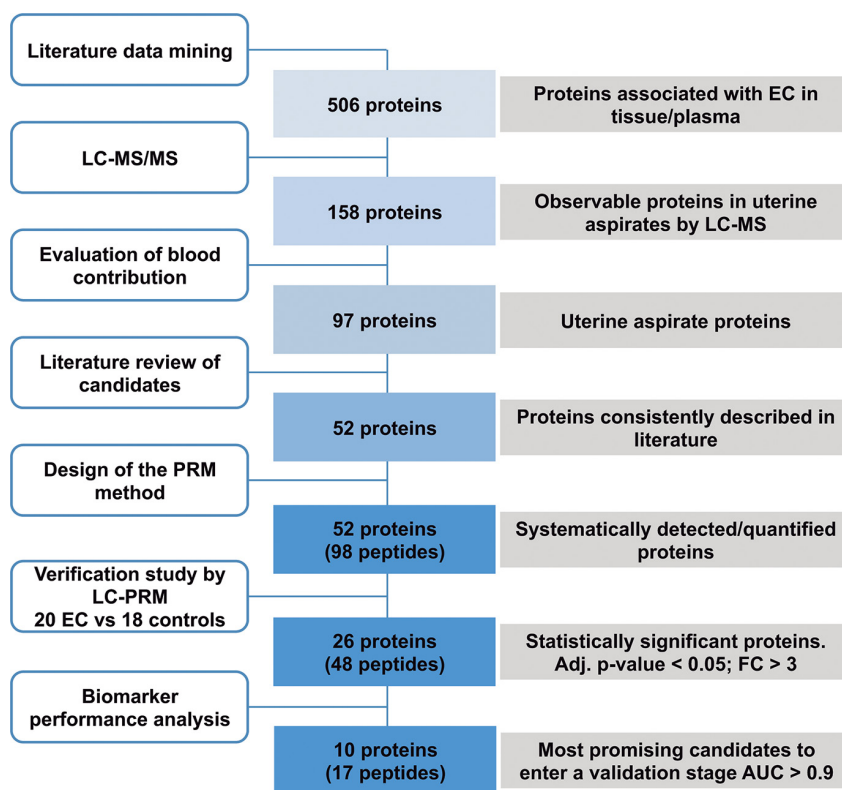 Literature data mining
506 proteins
Proteins associated with EC in
tissue/plasma
LC-MS/MS
158 proteins
Observable proteins in uterine
aspirates by LC-MS
Evaluation of blood
contribution
97 proteins
Uterine aspirate proteins
Literature review of
candidates
52 proteins
Proteins consistently described in
literature
Design of the PRM
method
52 proteins
(98 peptides)
Systematically detected/quantified
proteins
Verification study by
LC-PRM
20 EC vs 18 controls
26 proteins
(48 peptides)
Statistically significant proteins.
Adj. p-value < 0.05; FC > 3
Biomarker
performance analysis
10 proteins
(17 peptides)
Most promising candidates to
enter a validation stage AUC > 0.9